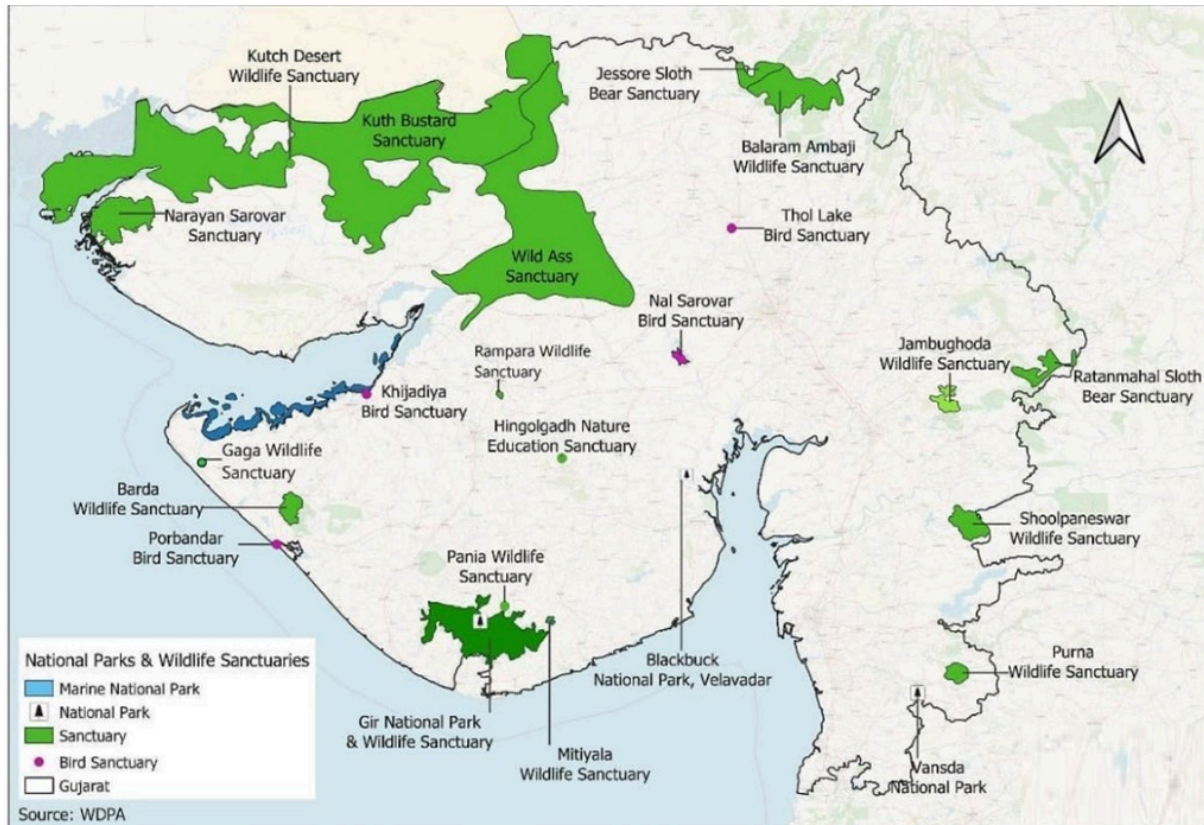 Kutch Desert
Wildlife Sanctuary
Jessore Sloth
Bear Sanctuary
Kuth Bustard
Sanctuary
Balaram Ambaji
Wildlife Sanctuary
Narayan Sarovar
Sanctuary
Thol Lake
Bird Sanctuary
Wild Ass
Sanctuary
Nal Sarovar
Bird Sanctuary
Rampara Wildlife
Sanctuary
Jambughoda
Wildlife Sanctuary
Ratanmahal Sloth
Bear Sanctuary
Khijadiya
Bird Sanctuary
Hingolgadh Nature
Education Sanctuary
Gaga Wildlife
Sanctuary
Barda
Wildlife Sanctuary
Shoolpaneswar
Wildlife Sanctuary
Porbandar
Bird Sanctuary
Pania Wildlife
Sanctuary
Blackbuck
National Park, Velavadar
Purna
Wildlife Sanctuary
Gir National Park
& Wildlife Sanctuary
Mitiyala
Wildlife Sanctuary
Vansda
National Park
National Parks & Wildlife Sanctuaries
Marine National Park
National Park
Sanctuary
Bird Sanctuary
Gujarat
Source: WDPA